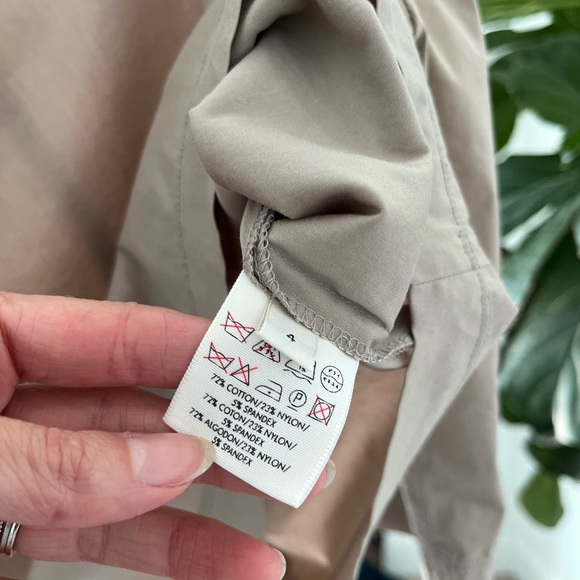 4
P
72% COTTON/23% NYLON/
5% SPANDEX
72% COTON/23% NYLON/
5% SPANDEX
72% ALGODON/23% NYLON/
5% SPANDEX